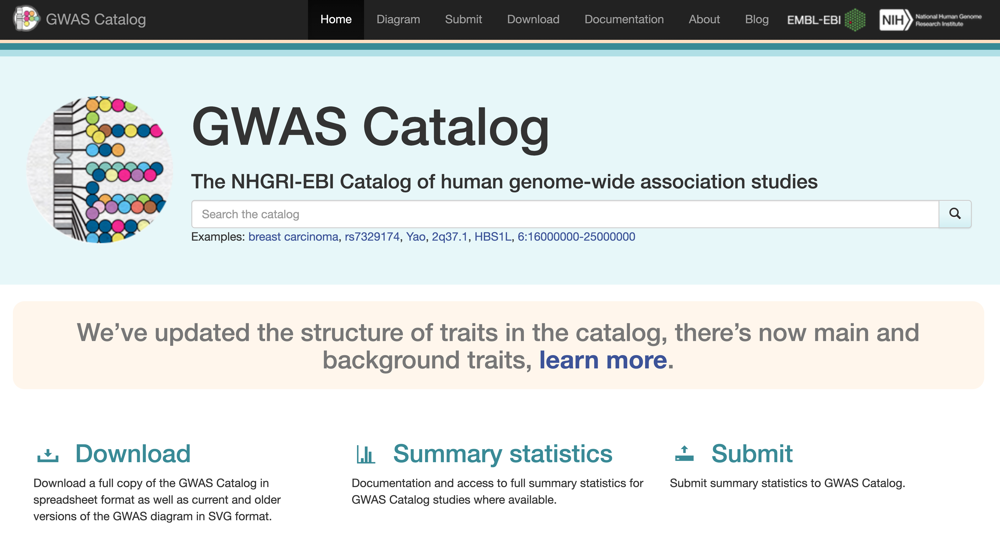 GWAS Catalog
Home Diagram Submit Download Documentation About Blog EMBL-EBI NIH National Human Genome
Research Institute
GWAS Catalog
The NHGRI-EBI Catalog of human genome-wide association studies
Search the catalog
Examples: breast carcinoma, rs7329174, Yao, 2q37.1, HBS1L, 6:16000000-25000000
We’ve updated the structure of traits in the catalog, there’s now main and
background traits, learn more.
Download
Download a full copy of the GWAS Catalog in
spreadsheet format as well as current and older
versions of the GWAS diagram in SVG format.
Summary statistics
Documentation and access to full summary statistics for
GWAS Catalog studies where available.
Submit
Submit summary statistics to GWAS Catalog.